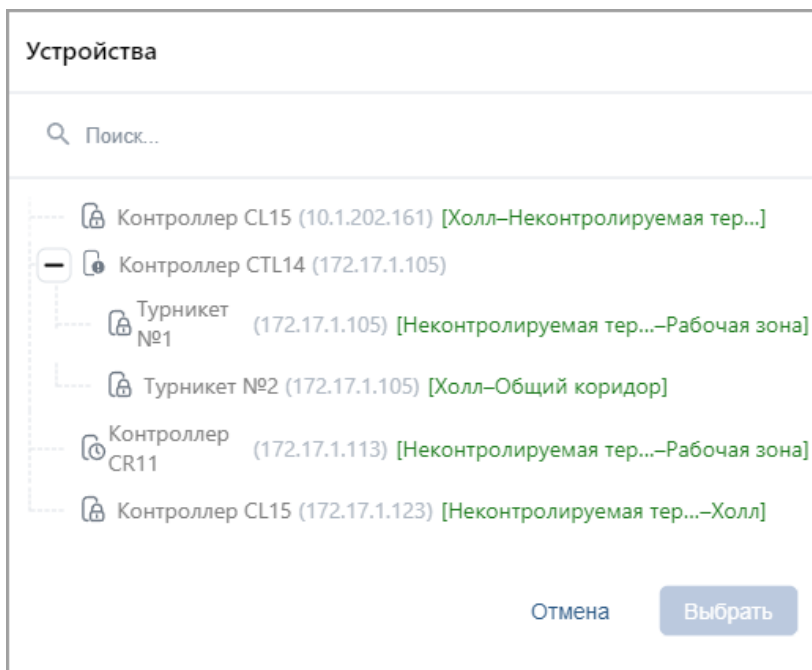 Устройства
Поиск...
Контроллер CL15 (10.1.202.161) [Холл–Неконтролируемая тер...]
Контроллер CTL14 (172.17.1.105)
Турникет
№1 (172.17.1.105) [Неконтролируемая тер...–Рабочая зона]
Турникет №2 (172.17.1.105) [Холл–Общий коридор]
Контроллер
CR11 (172.17.1.113) [Неконтролируемая тер...–Рабочая зона]
Контроллер CL15 (172.17.1.123) [Неконтролируемая тер...–Холл]
Отмена Выбрать